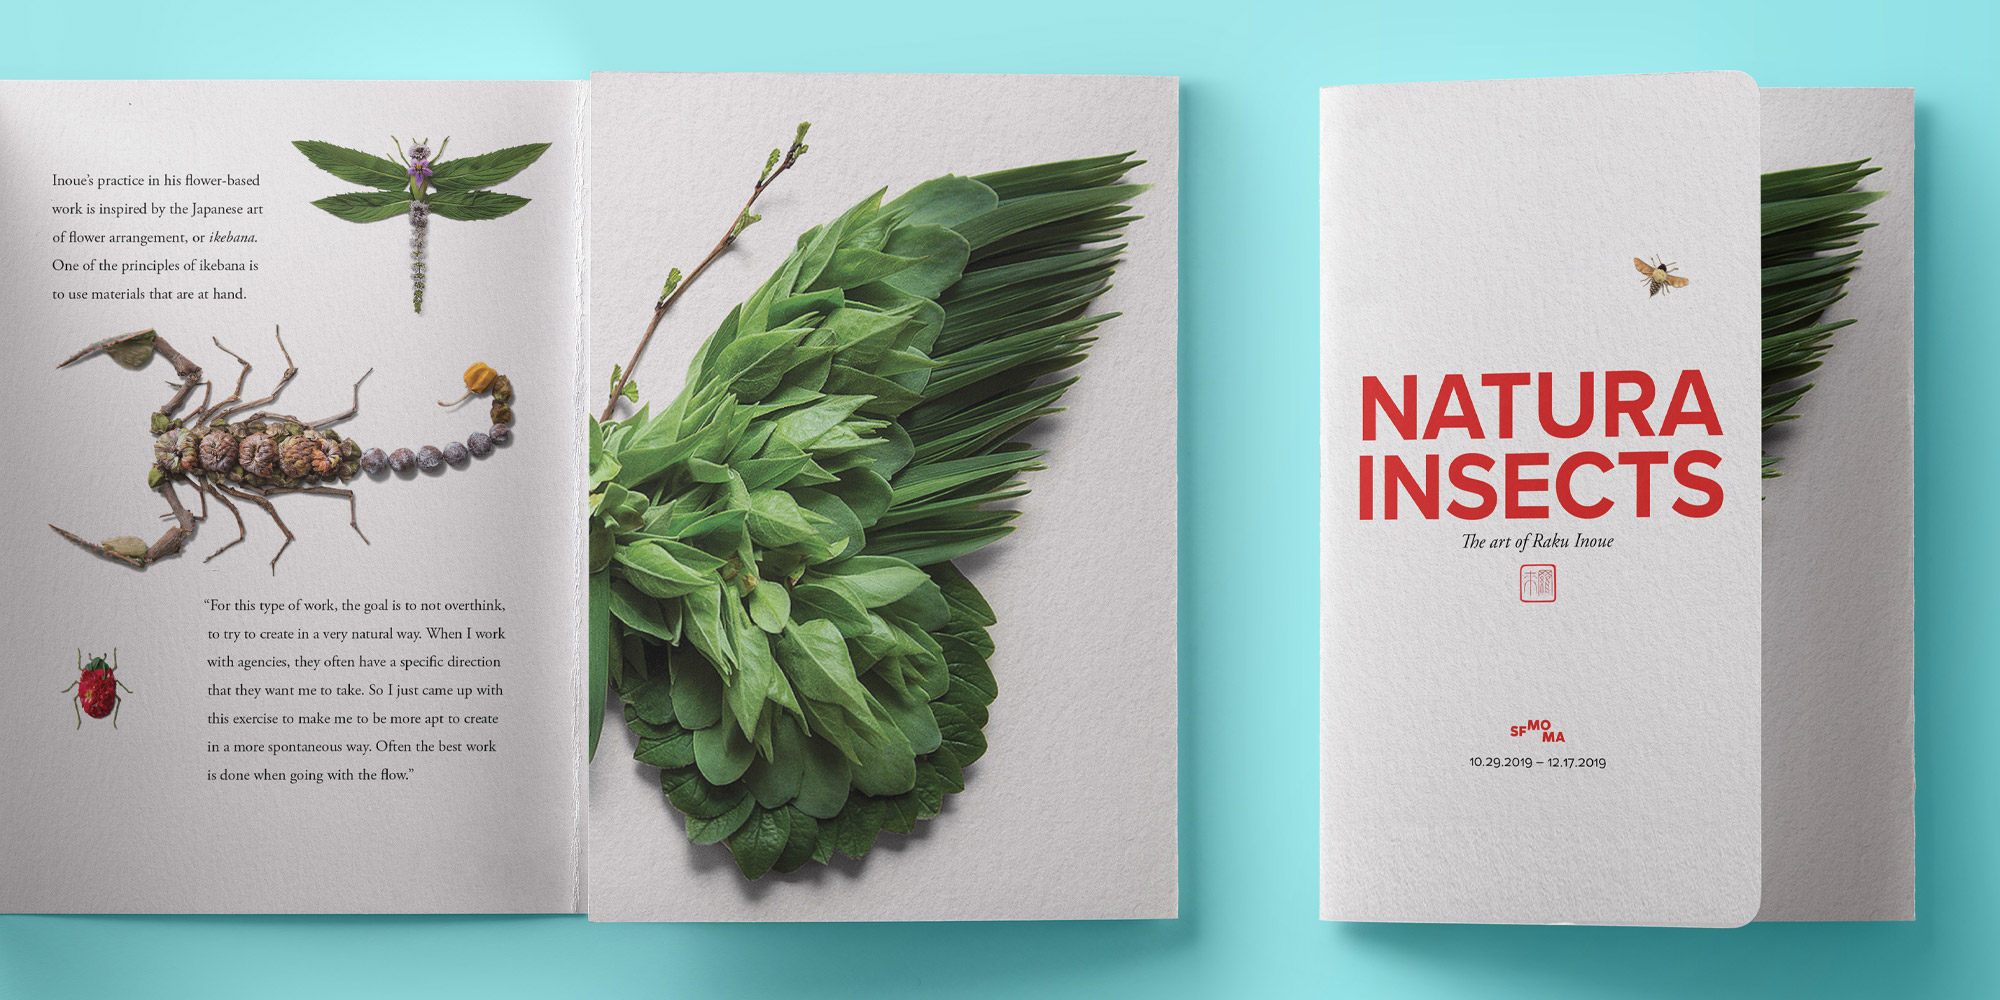 Inoue’s practice in his flower-based
work is inspired by the Japanese art
of flower arrangement, or ikebana.
One of the principles of ikebana is
to use materials that are at hand.
“For this type of work, the goal is to not overthink,
to try to create in a very natural way. When I work
with agencies, they often have a specific direction
that they want me to take. So I just came up with
this exercise to make me to be more apt to create
in a more spontaneous way. Often the best work
is done when going with the flow.”
NATURA
INSECTS
The art of Raku Inoue
SFMOMA
10.29.2019 – 12.17.2019